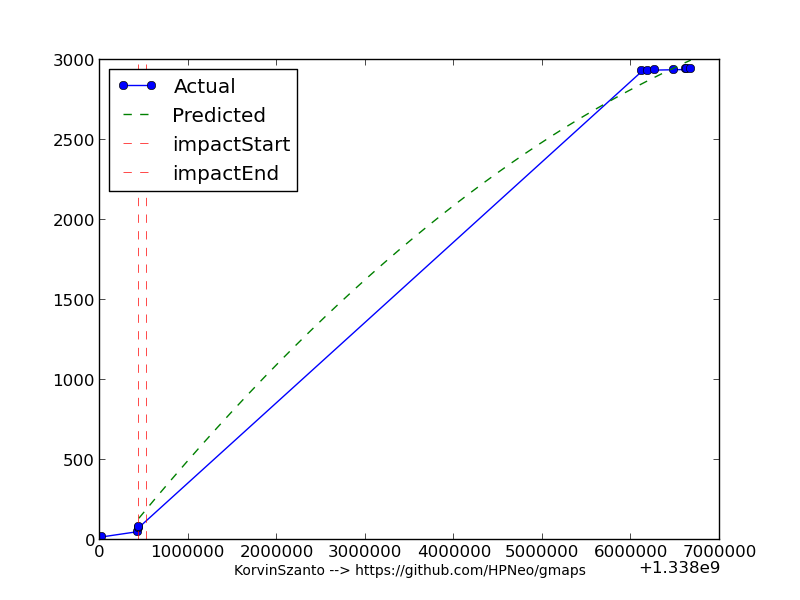 3000
2500
2000
1500
1000
500
0
Actual
Predicted
impactStart
impactEnd
0 1000000 2000000 3000000 4000000 5000000 6000000 7000000
+1.338e9
KorvinSzanto --> https://github.com/HPNeo/gmaps